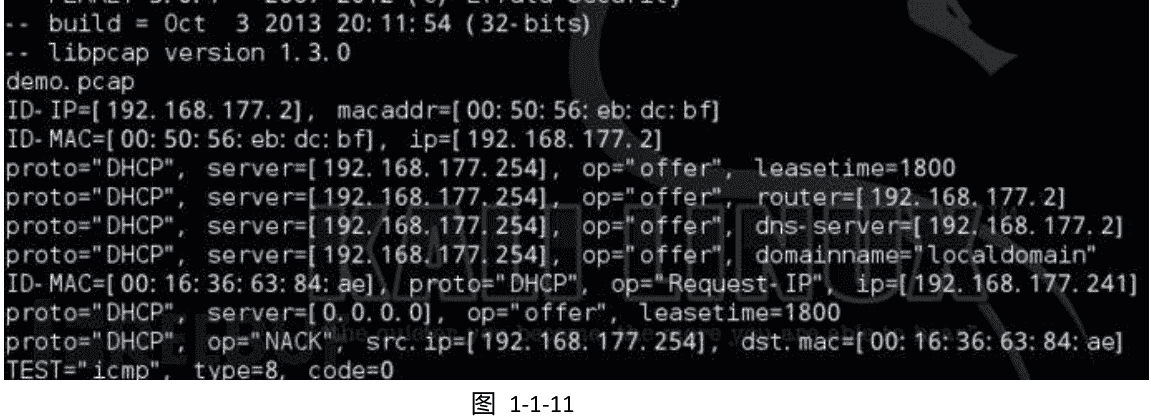 -- build = Oct 3 2013 20:11:54 (32-bits)
-- libpcap version 1.3.0
demo.pcap
ID-IP=[192.168.177.2], macaddr=[00:50:56:eb:dc:bf]
ID-MAC=[00:50:56:eb:dc:bf], ip=[192.168.177.2]
proto="DHCP", server=[192.168.177.254], op="offer", leasetime=1800
proto="DHCP", server=[192.168.177.254], op="offer", router=[192.168.177.2]
proto="DHCP", server=[192.168.177.254], op="offer", dns-server=[192.168.177.2]
proto="DHCP", server=[192.168.177.254], op="offer", domainname="localdomain"
ID-MAC=[00:16:36:63:84:ae], proto="DHCP", op="Request-IP", ip=[192.168.177.241]
proto="DHCP", server=[0.0.0.0], op="offer", leasetime=1800
proto="DHCP", op="NACK", src.ip=[192.168.177.254], dst.mac=[00:16:36:63:84:ae]
TEST="icmp", type=8, code=0
KALI LINUX
图 1-1-11